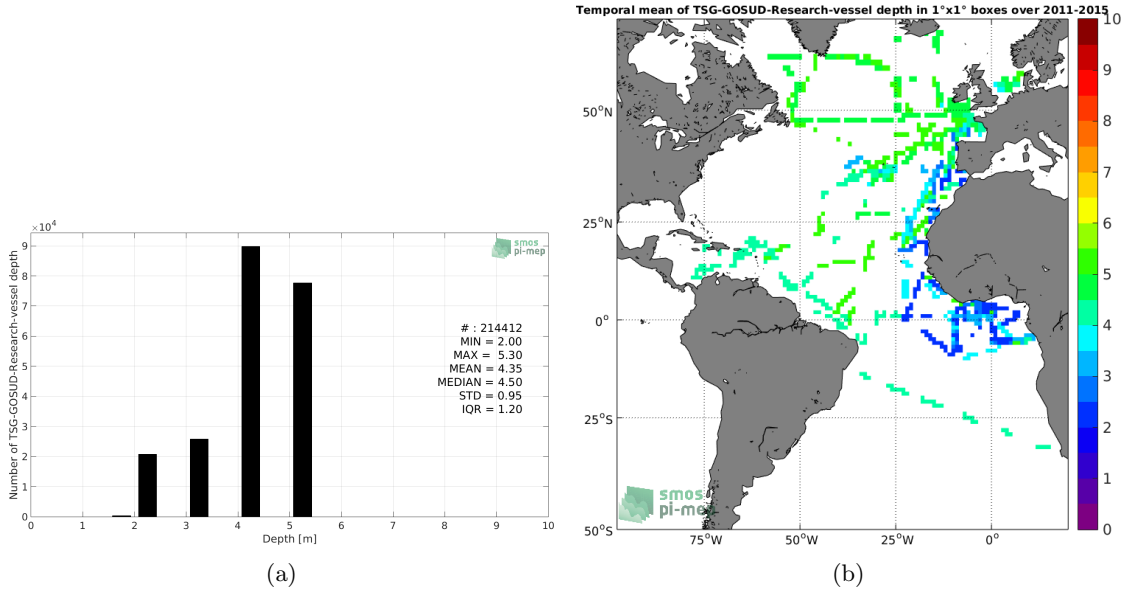 ×10⁴
9
8
7
6
5
4
3
2
1
0
Number of TSG-GOSUD-Research-vessel depth
0 1 2 3 4 5 6 7 8 9 10
Depth [m]
smos
pi-mep
# : 214412
MIN = 2.00
MAX = 5.30
MEAN = 4.35
MEDIAN = 4.50
STD = 0.95
IQR = 1.20
(a)
Temporal mean of TSG-GOSUD-Research-vessel depth in 1°x1° boxes over 2011-2015
50°N
25°N
0°
25°S
50°S
75°W 50°W 25°W 0°
smos
pi-mep
10
9
8
7
6
5
4
3
2
1
0
(b)